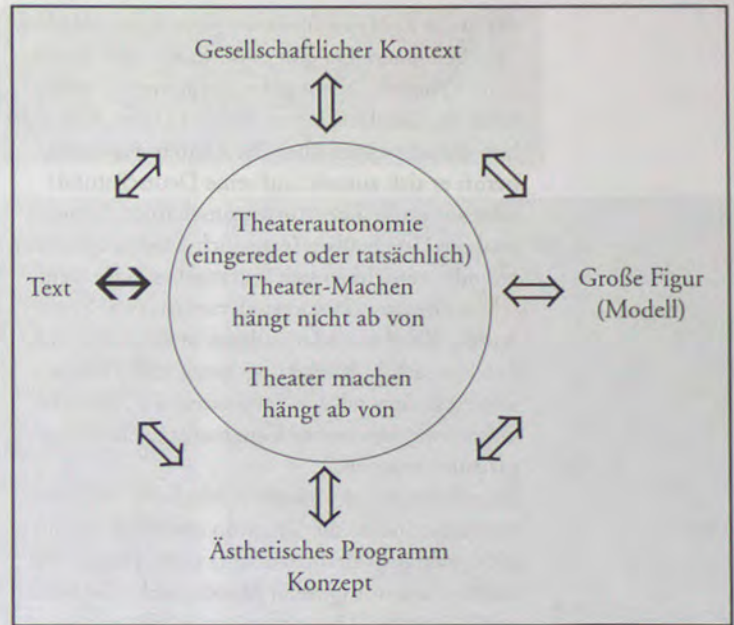 Gesellschaftlicher Kontext
Theaterautonomie
(eingeredet oder tatsächlich)
Theater-Machen
hängt nicht ab von
Text
Große Figur
(Modell)
Theater machen
hängt ab von
Ästhetisches Programm
Konzept